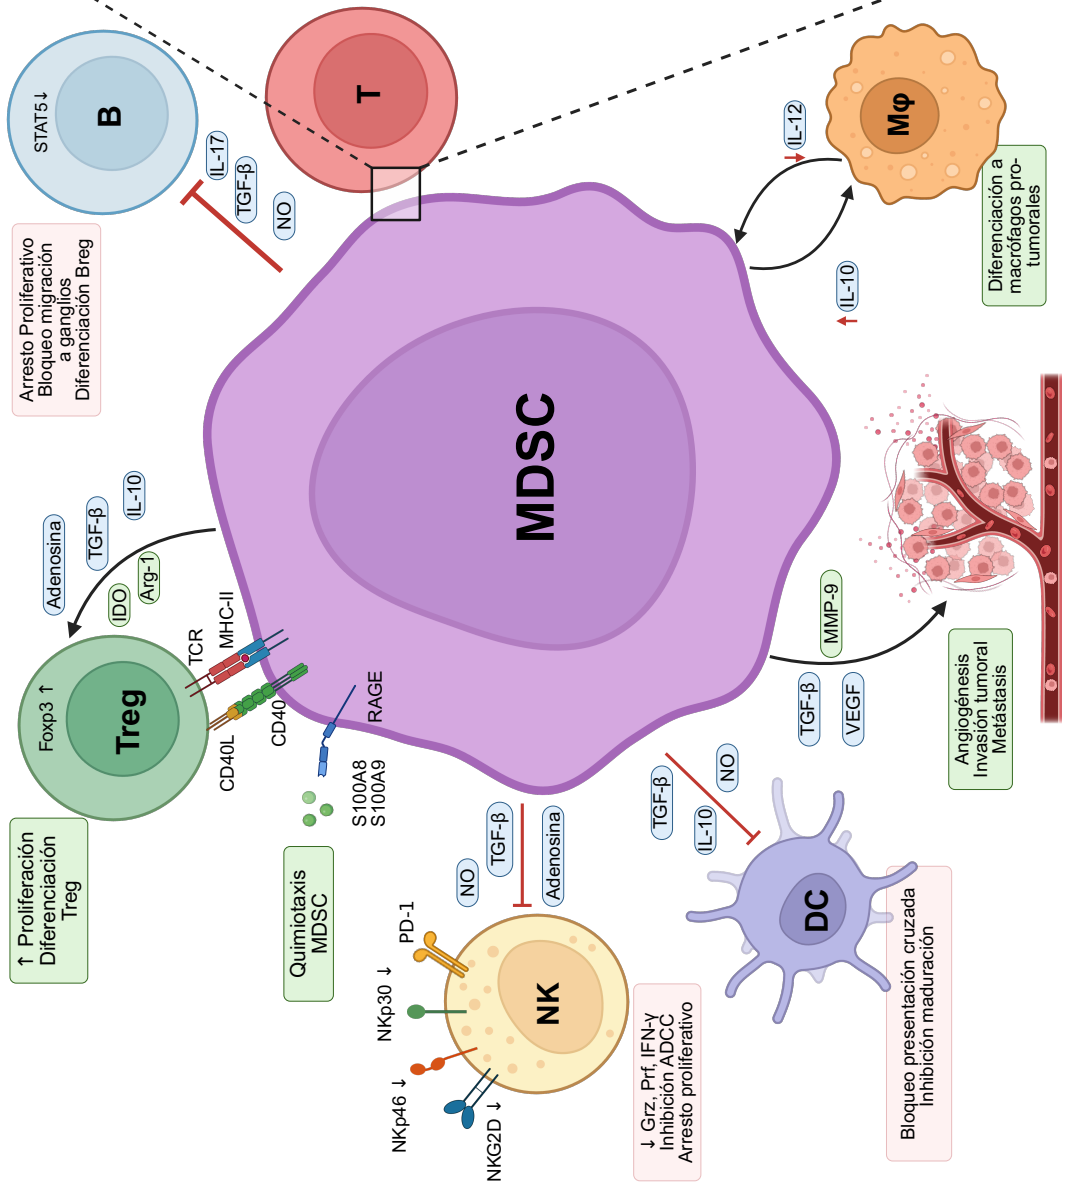 ↑ Proliferación
Diferenciación
Treg
Foxp3 ↑
Treg
Adenosina
TGF-β
IL-10
IDO
Arg-1
TCR
MHC-II
CD40L
CD40
Arresto Proliferativo
Bloqueo migración
a ganglios
Diferenciación Breg
STAT5↓
B
IL-17
TGF-β
NO
T
Quimiotaxis
MDSC
S100A8
S100A9
RAGE
NKp46 ↓
NKp30 ↓
PD-1
NKG2D ↓
NK
NO
TGF-β
Adenosina
↓ Grz, Prf, IFN-γ
Inhibición ADCC
Arresto proliferativo
MDSC
TGF-β
IL-10
NO
DC
Bloqueo presentación cruzada
Inhibición maduración
TGF-β
VEGF
MMP-9
Angiogénesis
Invasión tumoral
Metástasis
IL-10
IL-12
Mφ
Diferenciación a
macrófagos pro-
tumorales